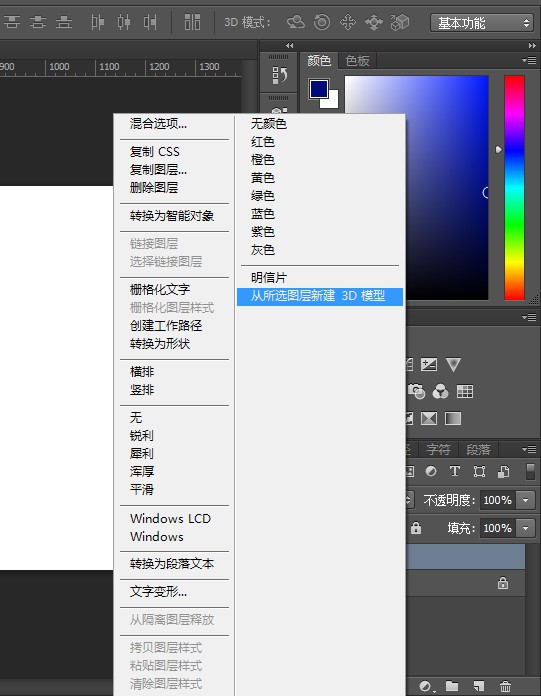 3D 模式：
基本功能
900
1000
1100
1200
1300
颜色
色板
混合选项...
复制 CSS
复制图层...
删除图层
转换为智能对象
链接图层
选择链接图层
栅格化文字
栅格化图层样式
创建工作路径
转换为形状
横排
竖排
无
锐利
犀利
浑厚
平滑
Windows LCD
Windows
转换为段落文本
文字变形...
从隔离图层释放
拷贝图层样式
粘贴图层样式
清除图层样式
无颜色
红色
橙色
黄色
绿色
蓝色
紫色
灰色
明信片
从所选图层新建 3D 模型
字符
段落
不透明度: 100%
填充: 100%